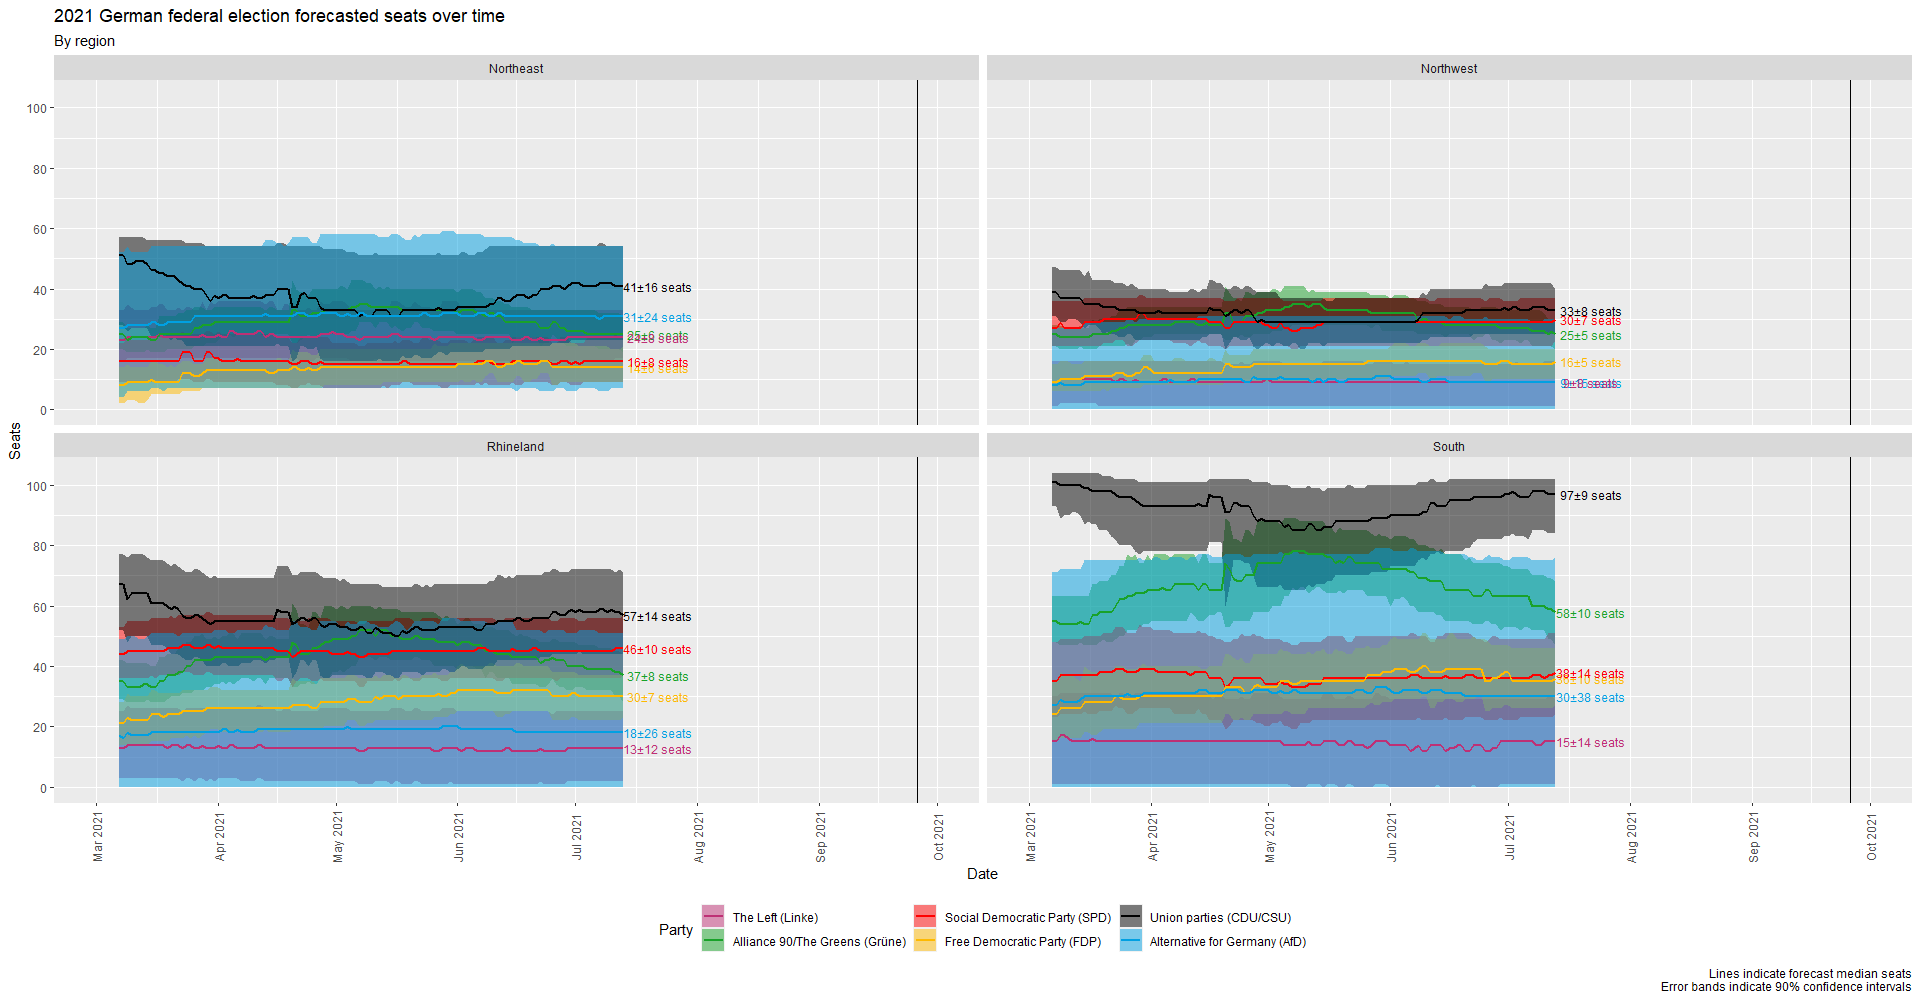 2021 German federal election forecasted seats over time
By region
Northeast
Northwest
100
80
60
40
20
0
41±16 seats
31±24 seats
16±8 seats
33±8 seats
30±7 seats
25±5 seats
16±5 seats
Rhineland
South
100
80
60
40
20
0
57±14 seats
46±10 seats
37±8 seats
30±7 seats
18±26 seats
13±12 seats
97±9 seats
58±10 seats
38±14 seats
30±38 seats
15±14 seats
Seats
Mar 2021
Apr 2021
May 2021
Jun 2021
Jul 2021
Aug 2021
Sep 2021
Oct 2021
Mar 2021
Apr 2021
May 2021
Jun 2021
Jul 2021
Aug 2021
Sep 2021
Oct 2021
Date
Party
The Left (Linke)
Social Democratic Party (SPD)
Union parties (CDU/CSU)
Alliance 90/The Greens (Grüne)
Free Democratic Party (FDP)
Alternative for Germany (AfD)
Lines indicate forecast median seats
Error bands indicate 90% confidence intervals